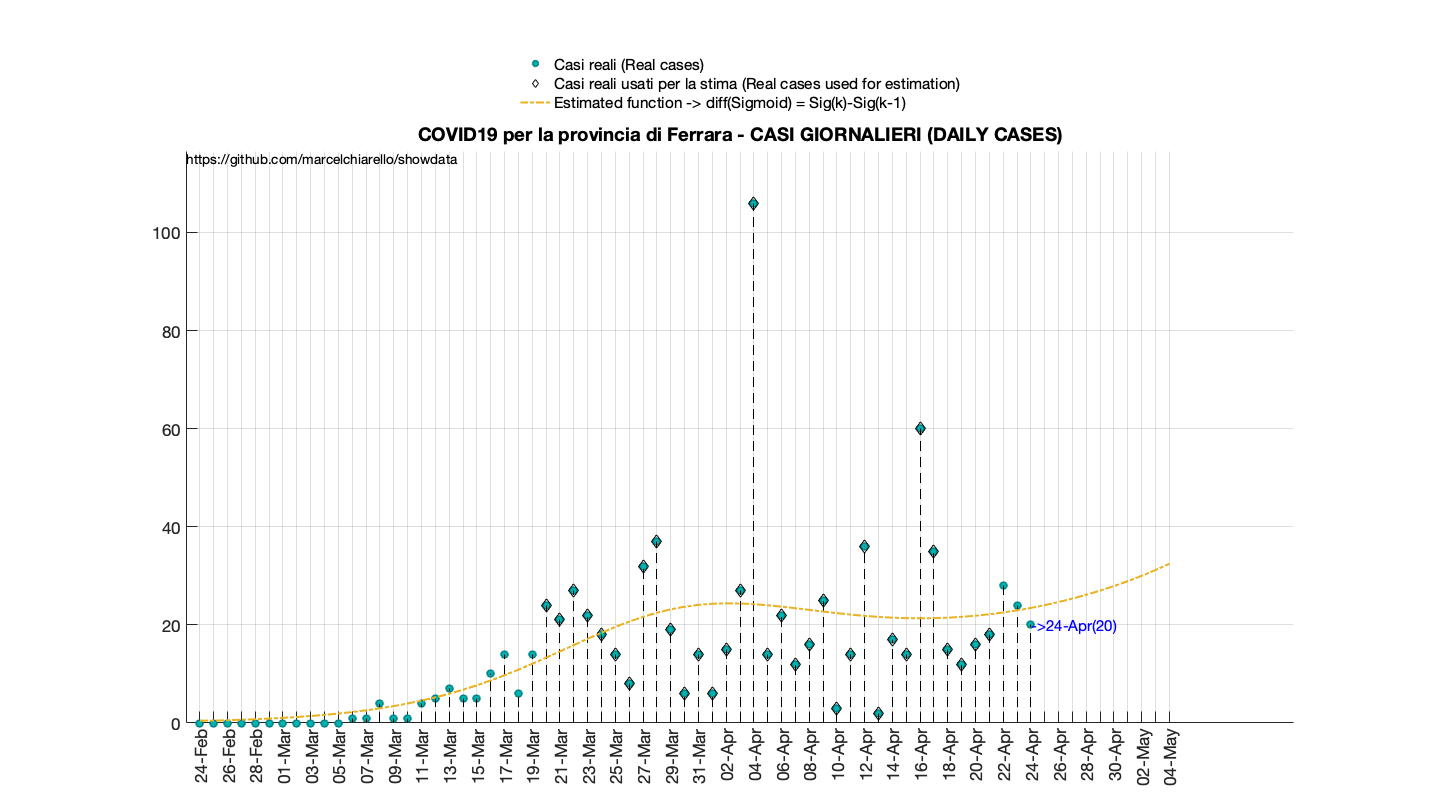 Casi reali (Real cases)
Casi reali usati per la stima (Real cases used for estimation)
Estimated function -> diff(Sigmoid) = Sig(k)-Sig(k-1)
COVID19 per la provincia di Ferrara - CASI GIORNALIERI (DAILY CASES)
https://github.com/marcelchiarello/showdata
100
80
60
40
20
0
->24-Apr(20)
24-Feb
26-Feb
28-Feb
01-Mar
03-Mar
05-Mar
07-Mar
09-Mar
11-Mar
13-Mar
15-Mar
17-Mar
19-Mar
21-Mar
23-Mar
25-Mar
27-Mar
29-Mar
31-Mar
02-Apr
04-Apr
06-Apr
08-Apr
10-Apr
12-Apr
14-Apr
16-Apr
18-Apr
20-Apr
22-Apr
24-Apr
26-Apr
28-Apr
30-Apr
02-May
04-May